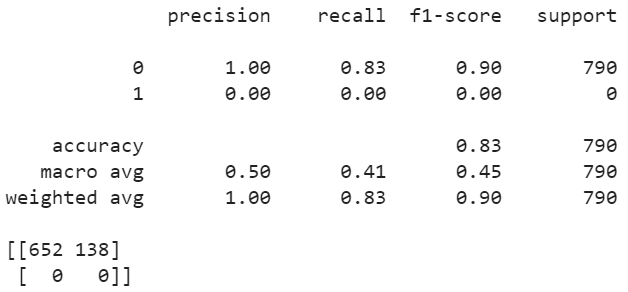 precision recall f1-score support
0 1.00 0.83 0.90 790
1 0.00 0.00 0.00 0
accuracy 0.83 790
macro avg 0.50 0.41 0.45 790
weighted avg 1.00 0.83 0.90 790
[[652 138]
[ 0 0]]